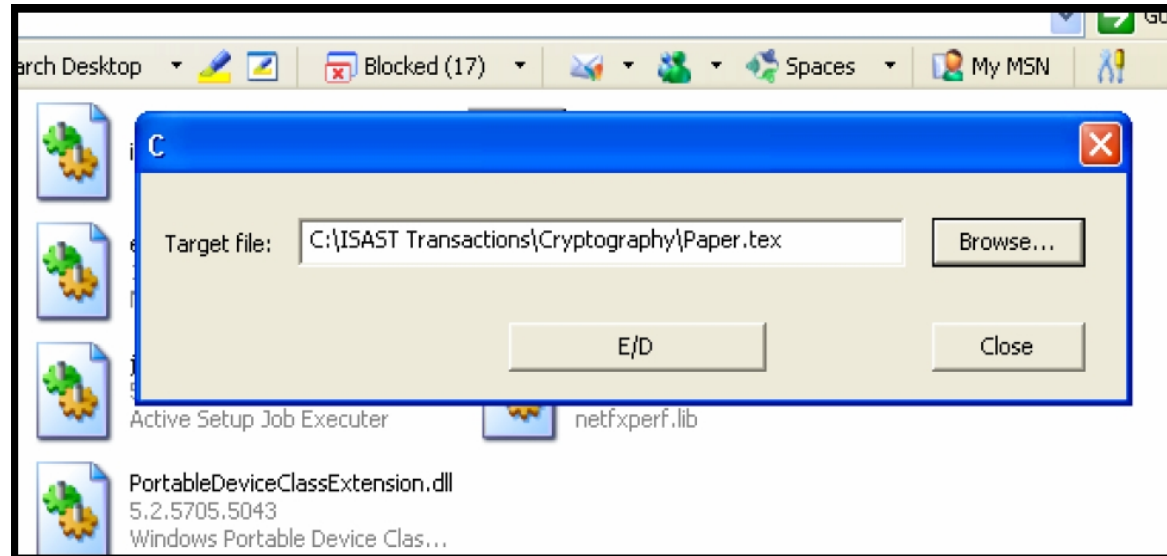 arch Desktop Blocked (17) Spaces My MSN
C
Target file: C:\ISAST Transactions\Cryptography\Paper.tex Browse...
E/D Close
Active Setup Job Executer netfxperf.lib
PortableDeviceClassExtension.dll
5.2.5705.5043
Windows Portable Device Clas...